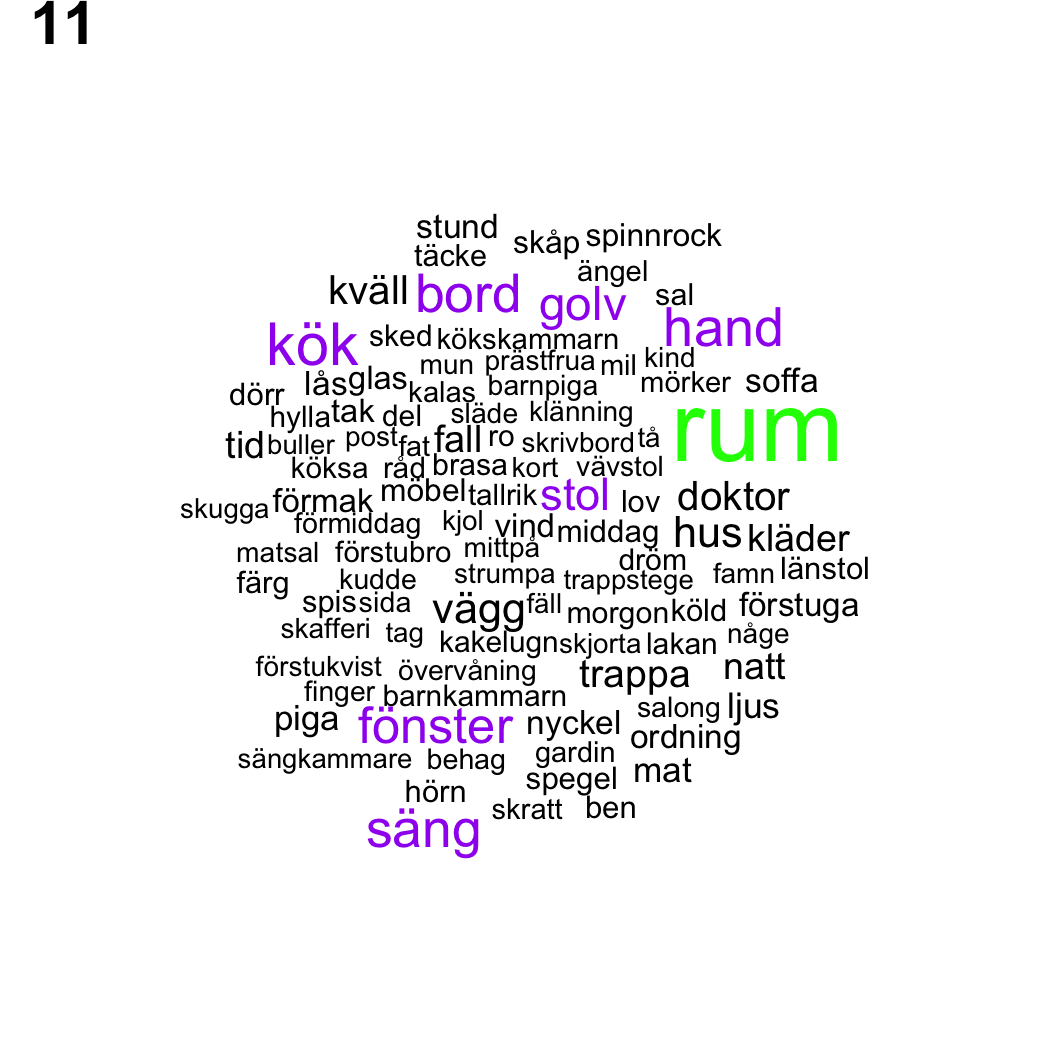 11
stund
skåp spinnrock
täcke
ängel
kväll bord golv sal
hand
kök sked kökskammarn
mun prästfrua mil kind
dörr lås glas kalas barnpiga mörker soffa
hylla tak del släde klänning rum
tid buller post fat fall ro skrivbord tå
köksa råd brasa kort vävstol
skugga förmak möbel tallrik stol lov doktor
förmiddag kjol vind middag hus kläder
matsal förstubro mittpå dröm
färg kudde strumpa trappstege famn länstol
spis sida vägg fäll morgon köld förstuga
skafferi tag kakelugn skjorta lakan någe
förstukvist övervåning trappa natt
finger barnkammarn
piga fönster nyckel salong ljus
ordning
sängkammare behag gardin
spegel mat
hörn skratt ben
säng